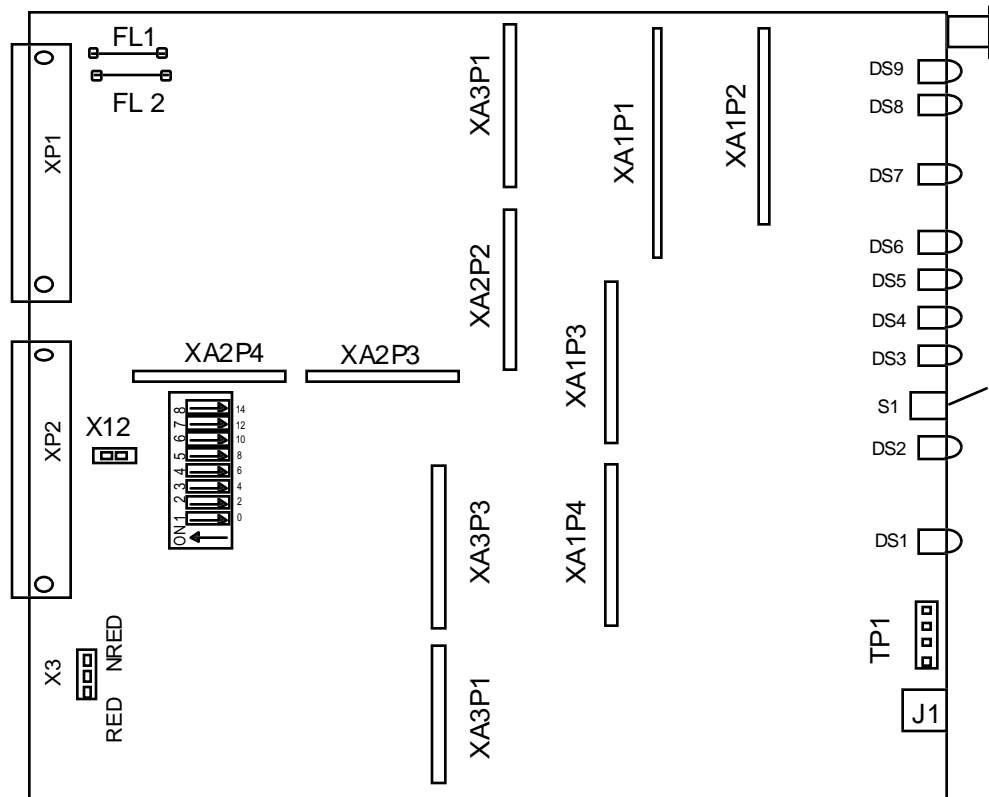 FL1
FL 2
XP1
XA3P1
XA1P1
XA1P2
DS9
DS8
DS7
XA2P2
DS6
DS5
DS4
DS3
XA2P4
XA2P3
XA1P3
S1
XP2
X12
8 14
7 12
6 10
5 8
4 6
3 4
2 2
1 0
ON
DS2
XA3P3
XA1P4
DS1
X3
NRED
RED
TP1
XA3P1
J1